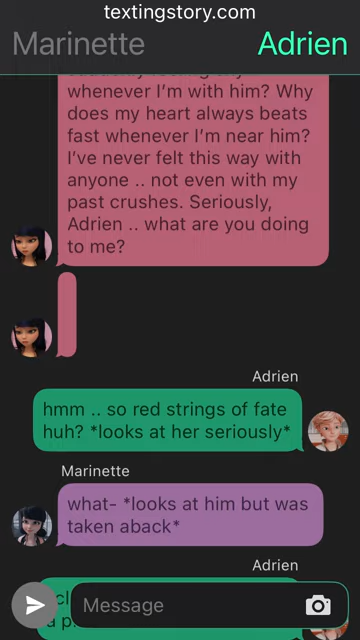 textingstory.com
Marinette Adrien
whenever I'm with him? Why
does my heart always beats
fast whenever I'm near him?
I've never felt this way with
anyone .. not even with my
past crushes. Seriously,
Adrien .. what are you doing
to me?
Adrien
hmm .. so red strings of fate
huh? *looks at her seriously*
Marinette
what- *looks at him but was
taken aback*
Adrien
Message